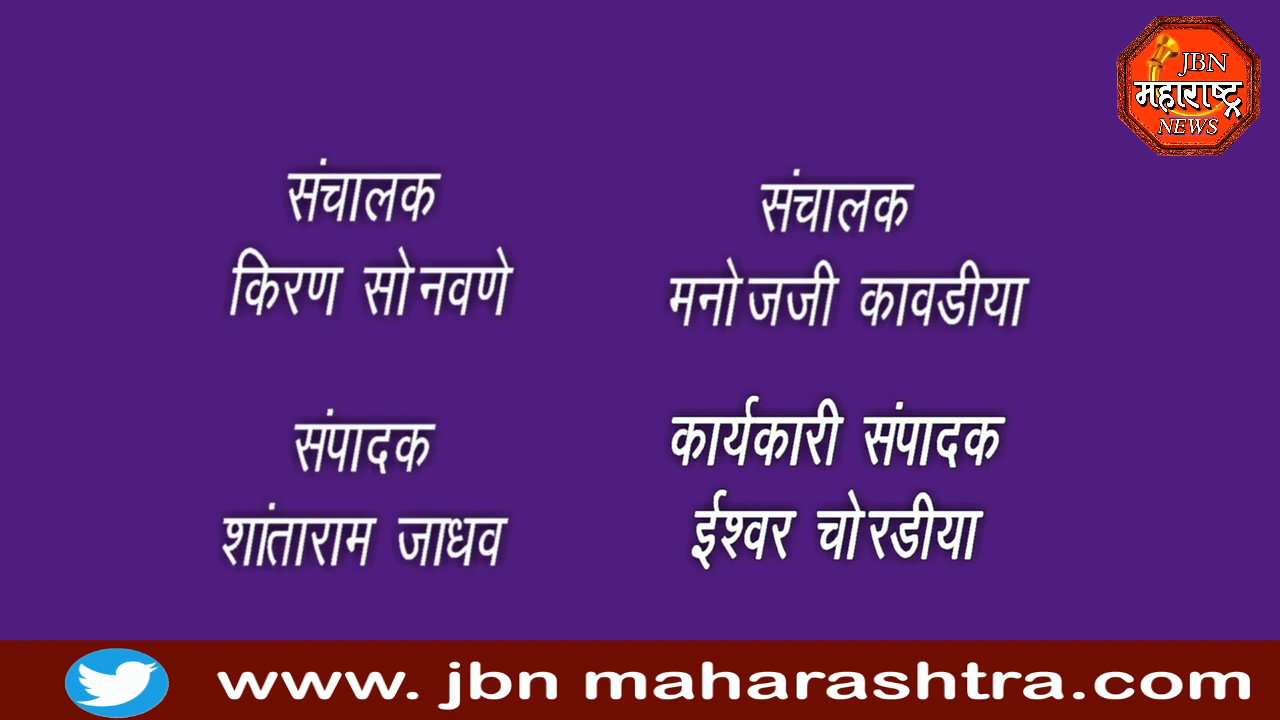 JBN
महाराष्ट्र
NEWS
संचालक
किरण सोनवणे
संचालक
मनोजजी कावडीया
संपादक
शांताराम जाधव
कार्यकारी संपादक
ईश्वर चोरडीया
www. jbn maharashtra.com